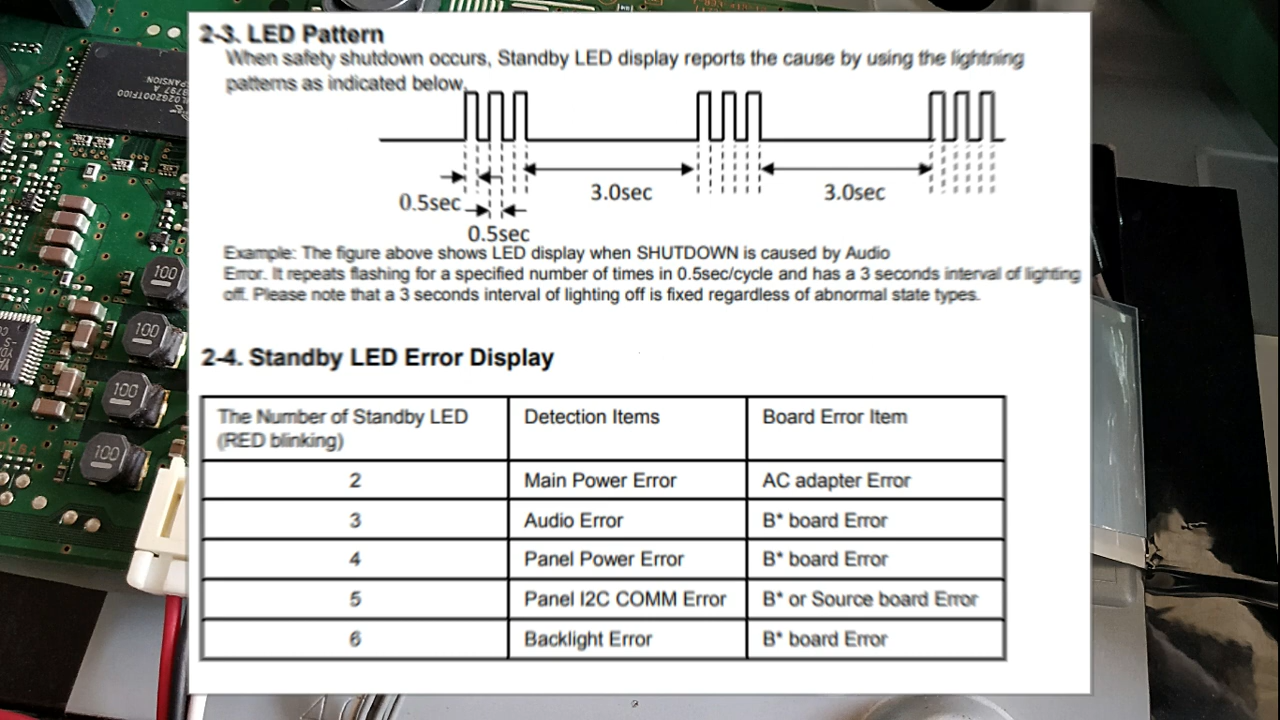 2-3. LED Pattern
When safety shutdown occurs, Standby LED display reports the cause by using the lightning
patterns as indicated below.
0.5sec
3.0sec
3.0sec
0.5sec
Example: The figure above shows LED display when SHUTDOWN is caused by Audio
Error. It repeats flashing for a specified number of times in 0.5sec/cycle and has a 3 seconds interval of lighting
off. Please note that a 3 seconds interval of lighting off is fixed regardless of abnormal state types.
2-4. Standby LED Error Display
The Number of Standby LED
(RED blinking)
Detection Items
Board Error Item
2
Main Power Error
AC adapter Error
3
Audio Error
B* board Error
4
Panel Power Error
B* board Error
5
Panel I2C COMM Error
B* or Source board Error
6
Backlight Error
B* board Error
100
100
100
100